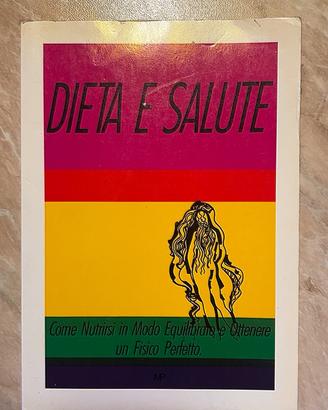 DIETA E SALUTE
Come Nutrirsi in Modo Equilibrato, e Ottenere
un Fisico Perfetto.
MP